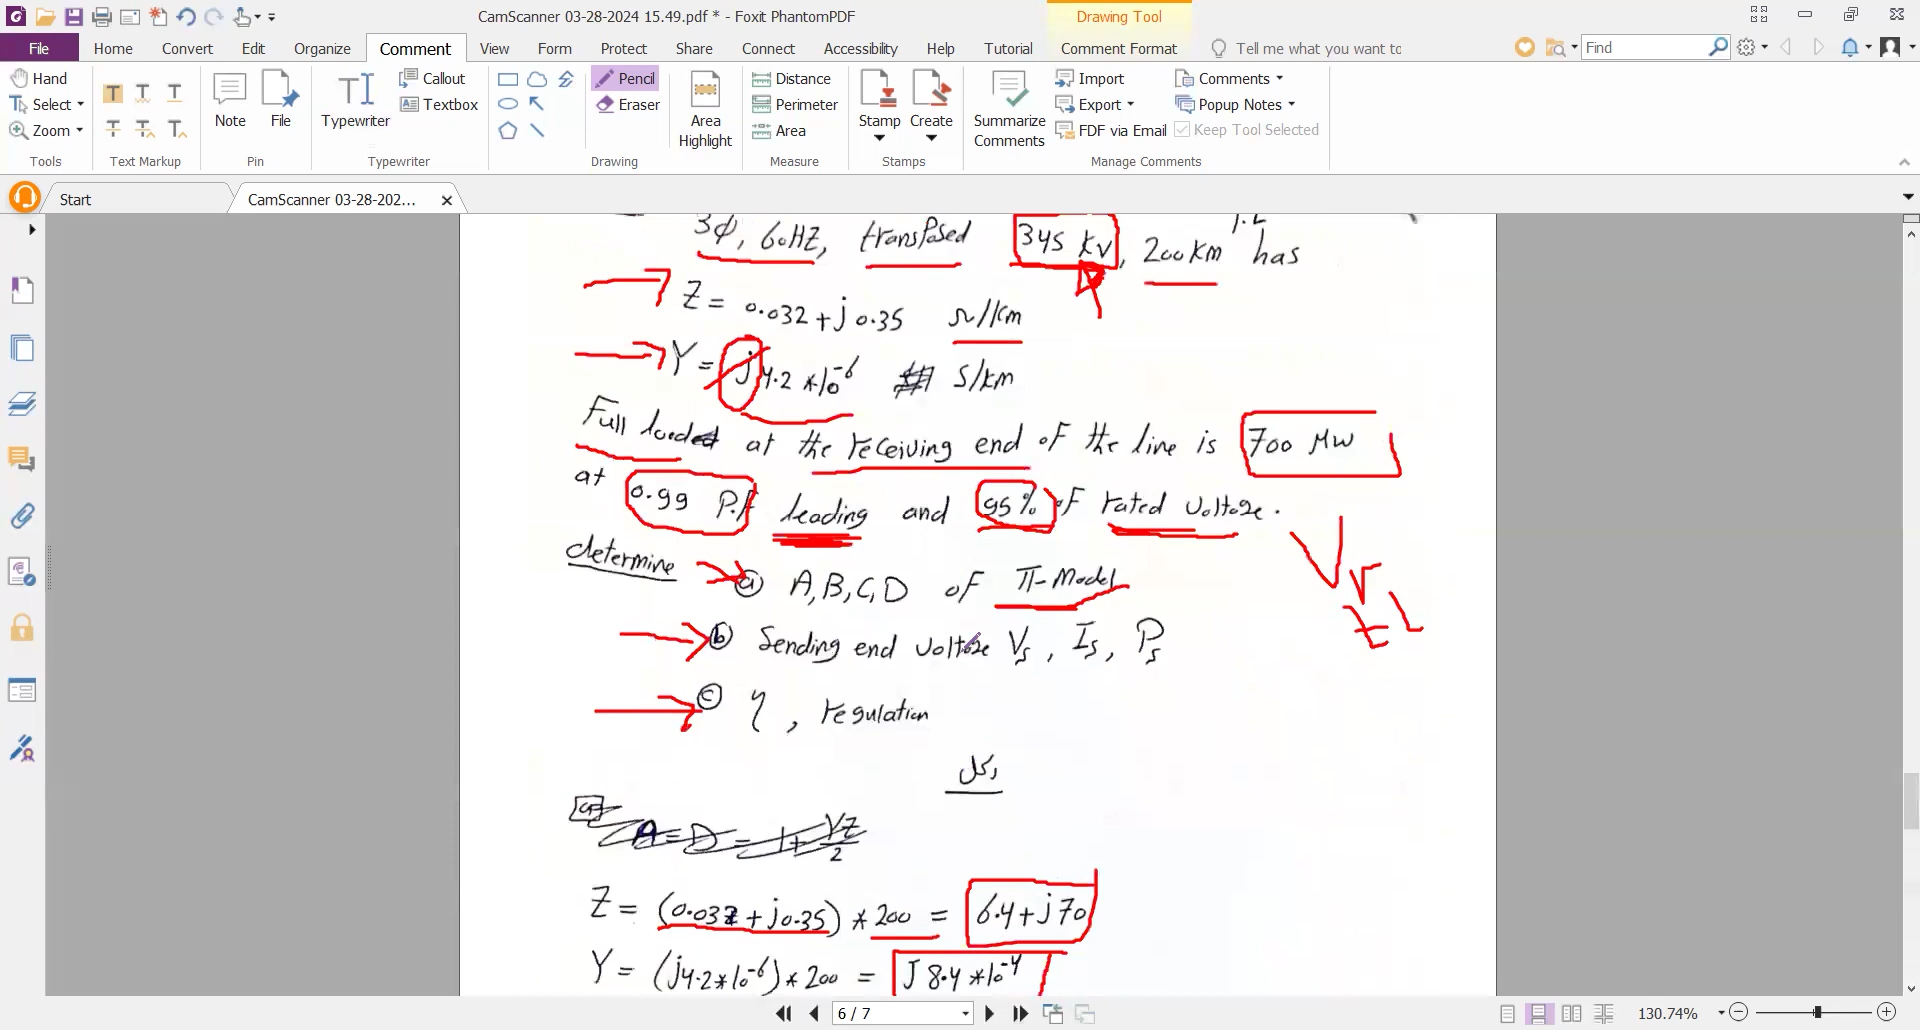 CamScanner 03-28-2024 15.49.pdf * - Foxit PhantomPDF
Drawing Tool
File Home Convert Edit Organize Comment View Form Protect Share Connect Accessibility Help Tutorial Comment Format Tell me what you want to Find
Hand
Select
Zoom
Tools
Text Markup
Note
File
Pin
Typewriter
Callout
Textbox
Typewriter
Pencil
Eraser
Drawing
Area
Highlight
Distance
Perimeter
Area
Measure
Stamp
Create
Stamps
Summarize
Comments
Import
Export
FDF via Email
Comments
Popup Notes
Keep Tool Selected
Manage Comments
Start
CamScanner 03-28-202...
3Φ, 60HZ, transposed 345 kV, 200km T.L has
Z = 0.032 + j 0.35 Ω/km
Y = j 4.2 * 10⁻⁶ S/km
Full loaded at the receiving end of the line is 700 MW
at 0.99 P.f leading and 95% of rated voltage.
determine ⓐ A, B, C, D of π-Model
ⓑ Sending end voltage Vs, Is, Ps
ⓒ η, regulation
A = D = 1 + YZ/2
Z = (0.032 + j0.35) * 200 = 6.4 + j70
Y = (j4.2*10⁻⁶) * 200 = J 8.4 * 10⁻⁴
6 / 7
130.74%